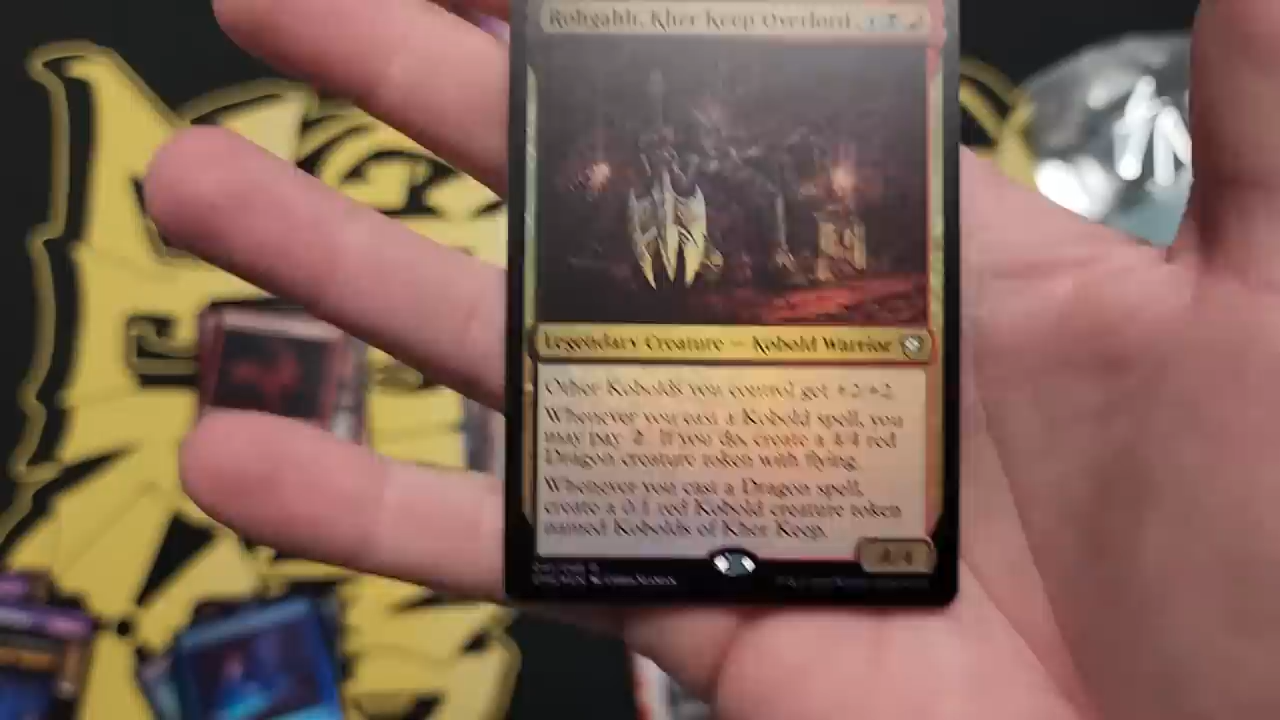 Rohgahh, Kher Keep Overlord
Legendary Creature — Kobold Warrior
Other Kobolds you control get +2/+2.
Whenever you cast a Kobold spell, you
may pay 2. If you do, create a 4/4 red
Dragon creature token with flying.
Whenever you cast a Dragon spell,
create a 0/1 red Kobold creature token
named Kobolds of Kher Keep.
4/4